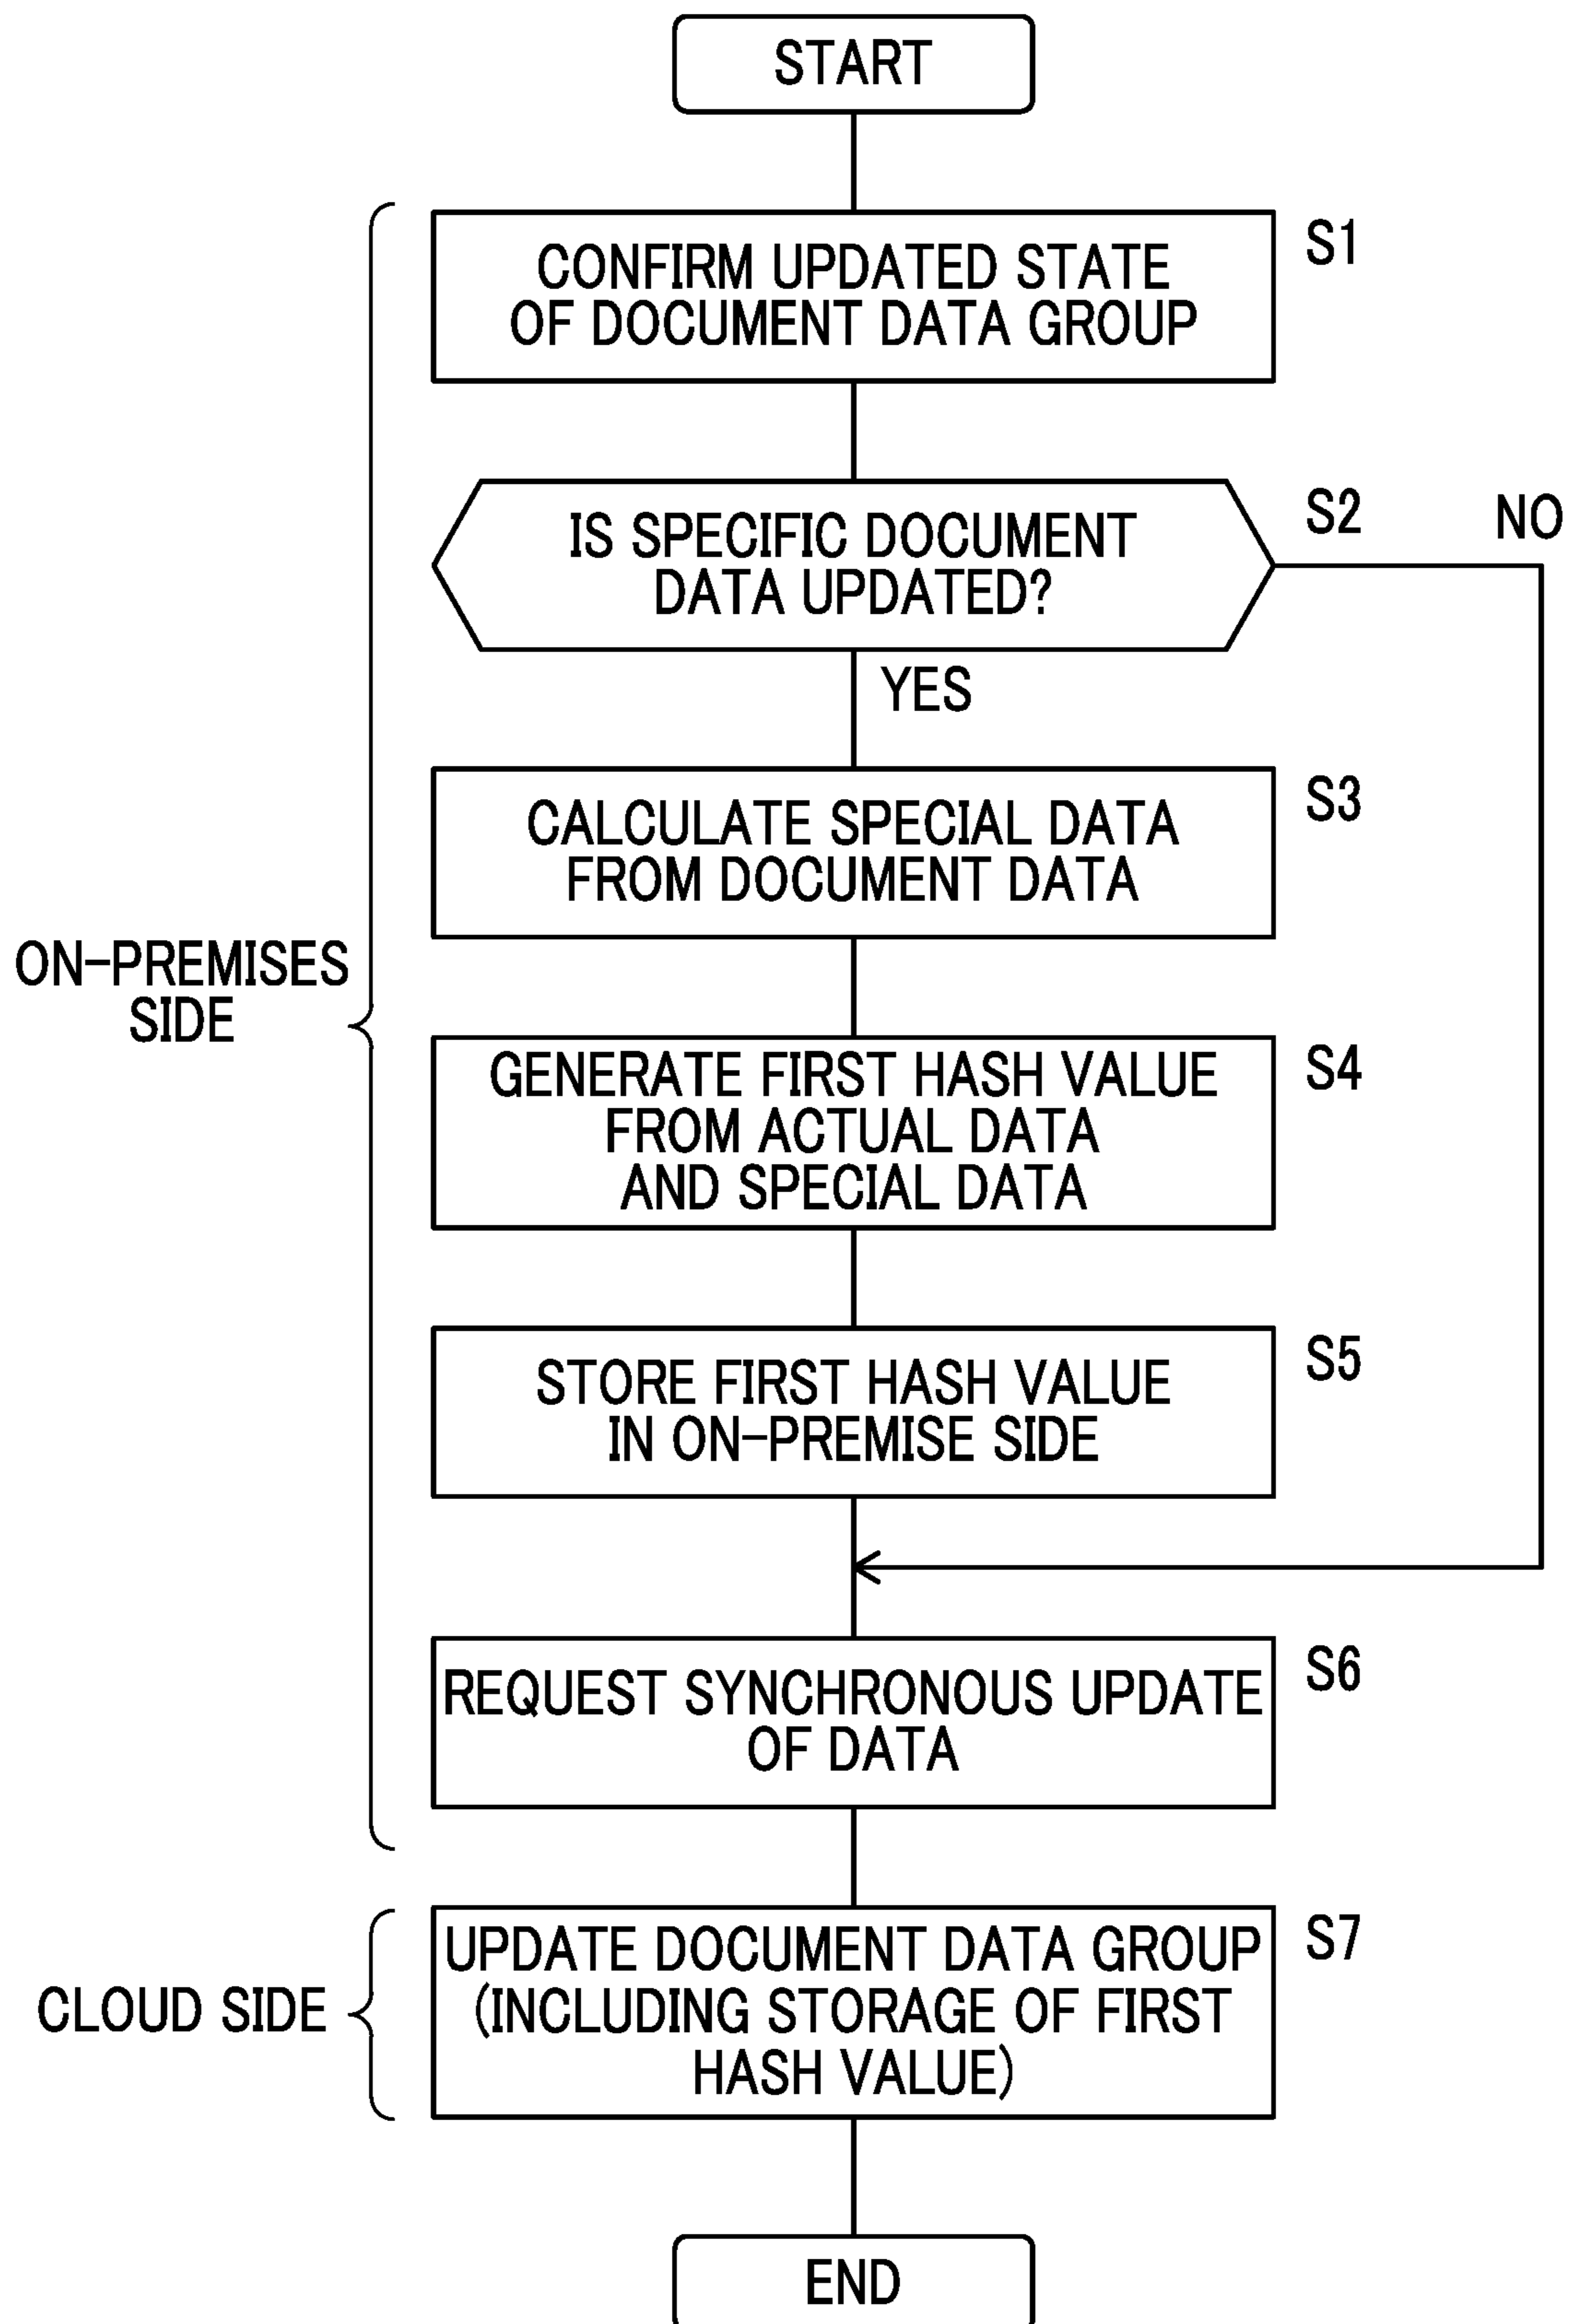 START
CONFIRM UPDATED STATE
OF DOCUMENT DATA GROUP
S1
IS SPECIFIC DOCUMENT
DATA UPDATED?
S2
NO
YES
CALCULATE SPECIAL DATA
FROM DOCUMENT DATA
S3
ON-PREMISES
SIDE
GENERATE FIRST HASH VALUE
FROM ACTUAL DATA
AND SPECIAL DATA
S4
STORE FIRST HASH VALUE
IN ON-PREMISE SIDE
S5
REQUEST SYNCHRONOUS UPDATE
OF DATA
S6
CLOUD SIDE
UPDATE DOCUMENT DATA GROUP
(INCLUDING STORAGE OF FIRST
HASH VALUE)
S7
END